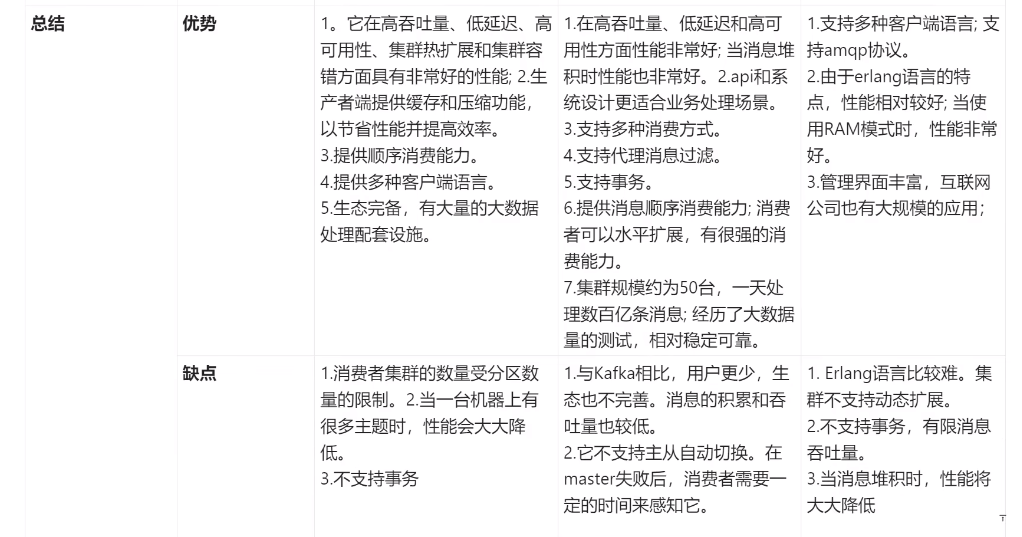 总结
优势
1。它在高吞吐量、低延迟、高
可用性、集群热扩展和集群容
错方面具有非常好的性能; 2.生
产者端提供缓存和压缩功能，
以节省性能并提高效率。
3.提供顺序消费能力。
4.提供多种客户端语言。
5.生态完备，有大量的大数据
处理配套设施。
1.在高吞吐量、低延迟和高可
用性方面性能非常好; 当消息堆
积时性能也非常好。2.api和系
统设计更适合业务处理场景。
3.支持多种消费方式。
4.支持代理消息过滤。
5.支持事务。
6.提供消息顺序消费能力; 消费
者可以水平扩展，有很强的消
费能力。
7.集群规模约为50台，一天处
理数百亿条消息; 经历了大数据
量的测试，相对稳定可靠。
1.支持多种客户端语言; 支
持amqp协议。
2.由于erlang语言的特
点，性能相对较好; 当使
用RAM模式时，性能非常
好。
3.管理界面丰富，互联网
公司也有大规模的应用；
缺点
1.消费者集群的数量受分区数
量的限制。2.当一台机器上有
很多主题时，性能会大大降
低。
3.不支持事务
1.与Kafka相比，用户更少，生
态也不完善。消息的积累和吞
吐量也较低。
2.它不支持主从自动切换。在
master失败后，消费者需要一
定的时间来感知它。
1. Erlang语言比较难。集
群不支持动态扩展。
2.不支持事务，有限消息
吞吐量。
3.当消息堆积时，性能将
大大降低